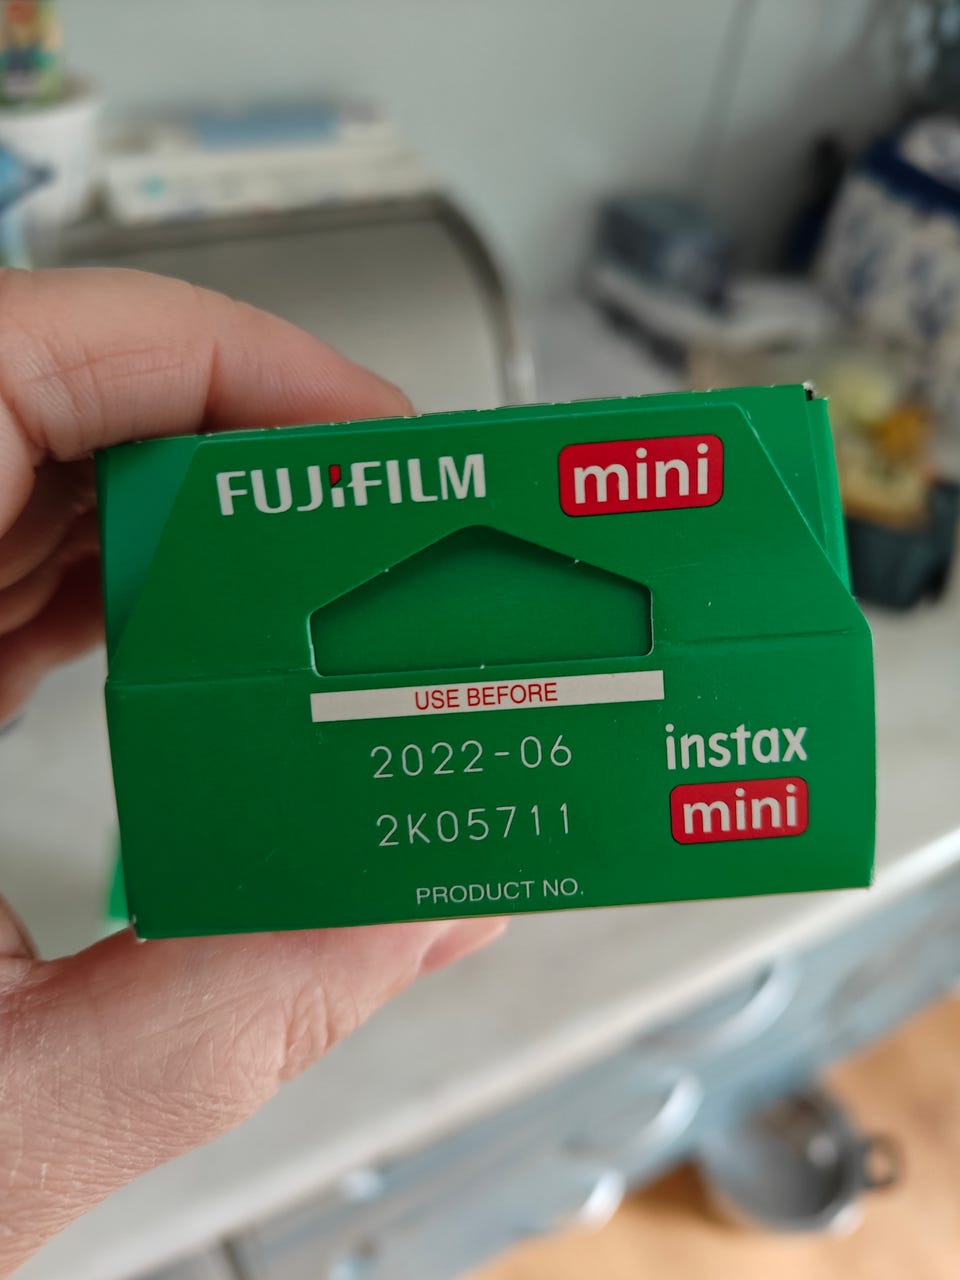 FUJIFILM mini
USE BEFORE
2022-06
2K05711
instax
mini
PRODUCT NO.